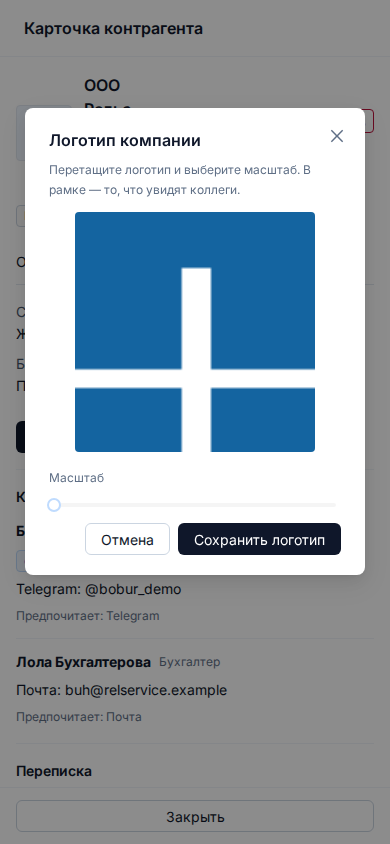 Карточка контрагента
ООО
Логотип компании
Перетащите логотип и выберите масштаб. В
рамке — то, что увидят коллеги.
Масштаб
Отмена
Сохранить логотип
Telegram: @bobur_demo
Предпочитает: Telegram
Лола Бухгалтерова Бухгалтер
Почта: buh@relservice.example
Предпочитает: Почта
Переписка
Закрыть